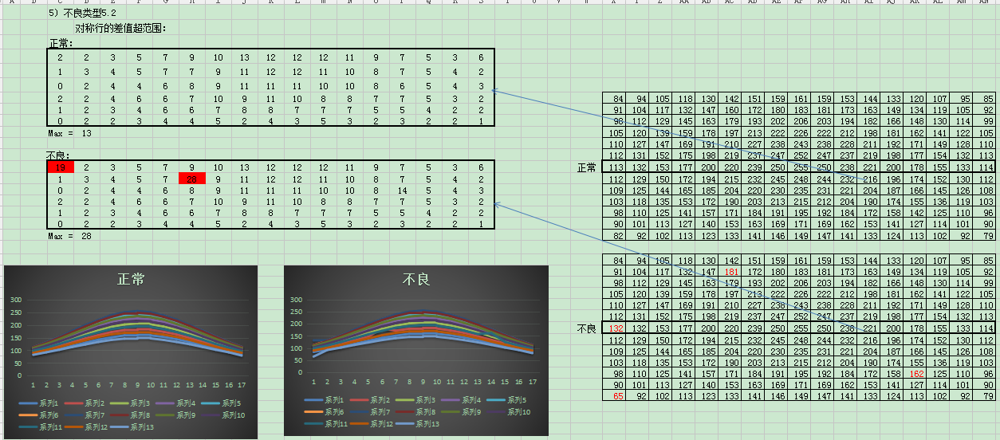 5）不良类型5.2
对称行的差值超范围：
正常：
2 2 3 5 7 9 10 13 12 12 12 11 9 7 5 3 6
1 3 4 5 7 7 9 11 12 12 11 10 8 7 5 4 2
0 2 4 4 6 8 9 11 11 11 10 10 8 6 5 4 3
2 2 4 6 6 7 10 9 11 10 8 8 7 7 5 3 2
1 2 3 4 6 6 7 8 8 7 7 7 5 5 4 2 2
0 2 2 3 4 4 5 2 4 3 5 3 2 3 2 2 1
Max = 13
不良：
19 2 3 5 7 9 10 13 12 12 12 11 9 7 5 3 6
1 3 4 5 7 28 9 11 12 12 11 10 8 7 5 4 2
0 2 4 4 6 8 9 11 11 11 10 10 8 14 5 4 3
2 2 4 6 6 7 10 9 11 10 8 8 7 7 5 3 2
1 2 3 4 6 6 7 8 8 7 7 7 5 5 4 2 2
0 2 2 3 4 4 5 2 4 3 5 3 2 3 2 2 1
Max = 28
84 94 105 118 130 142 151 159 161 159 153 144 133 120 107 95 85
91 104 117 132 147 160 172 180 183 181 173 163 149 134 119 105 92
98 112 129 145 163 179 193 202 206 203 194 182 166 148 130 114 99
105 120 139 159 178 197 213 222 226 222 212 198 181 162 141 122 105
110 127 147 169 191 210 227 238 243 238 228 211 192 171 149 128 110
112 131 152 175 198 219 237 247 252 247 237 219 198 177 154 132 113
正常 113 132 153 177 200 220 239 250 255 250 238 221 200 178 155 133 114
112 129 150 172 194 215 232 245 248 244 232 216 196 174 152 130 112
109 125 144 165 185 204 220 230 235 231 221 204 187 166 145 126 108
103 118 135 153 172 190 203 213 215 212 204 190 174 155 136 119 103
98 110 125 141 157 171 184 191 195 192 184 172 158 142 125 110 96
90 101 113 127 140 153 163 169 171 169 162 153 141 127 114 101 90
82 92 102 113 123 133 141 146 149 147 141 133 124 113 102 92 79
84 94 105 118 130 142 151 159 161 159 153 144 133 120 107 95 85
91 104 117 132 147 181 172 180 183 181 173 163 149 134 119 105 92
98 112 129 145 163 179 193 202 206 203 194 182 166 148 130 114 99
105 120 139 159 178 197 213 222 226 222 212 198 181 162 141 122 105
110 127 147 169 191 210 227 238 243 238 228 211 192 171 149 128 110
112 131 152 175 198 219 237 247 252 247 237 219 198 177 154 132 113
不良 132 132 153 177 200 220 239 250 255 250 238 221 200 178 155 133 114
112 129 150 172 194 215 232 245 248 244 232 216 196 174 152 130 112
109 125 144 165 185 204 220 230 235 231 221 204 187 166 145 126 108
103 118 135 153 172 190 203 213 215 212 204 190 174 155 136 119 103
98 110 125 141 157 171 184 191 195 192 184 172 158 162 125 110 96
90 101 113 127 140 153 163 169 171 169 162 153 141 127 114 101 90
65 92 102 113 123 133 141 146 149 147 141 133 124 113 102 92 79
正常
300
250
200
150
100
50
0
1 2 3 4 5 6 7 8 9 10 11 12 13 14 15 16 17
系列1 系列2 系列3 系列4 系列5
系列6 系列7 系列8 系列9 系列10
系列11 系列12 系列13
不良
300
250
200
150
100
50
0
1 2 3 4 5 6 7 8 9 10 11 12 13 14 15 16 17
系列1 系列2 系列3 系列4 系列5
系列6 系列7 系列8 系列9 系列10
系列11 系列12 系列13